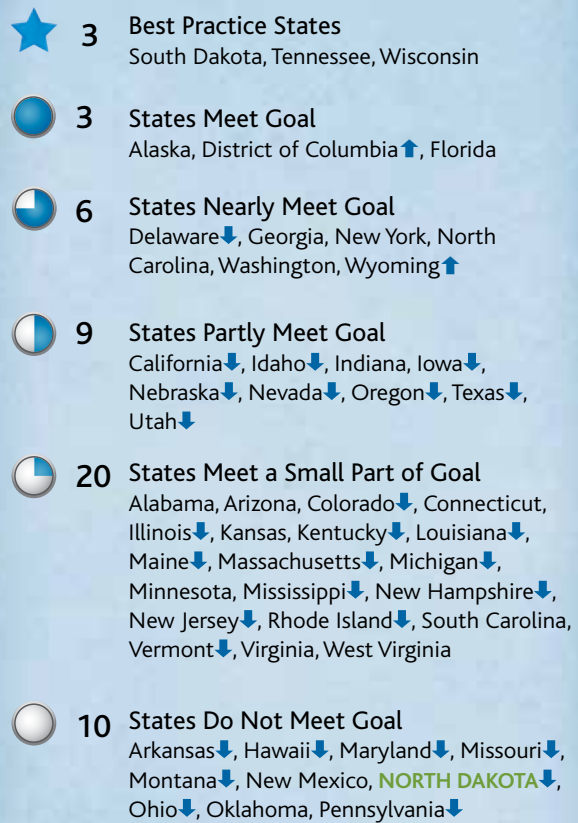 3 Best Practice States
South Dakota, Tennessee, Wisconsin
3 States Meet Goal
Alaska, District of Columbia⬆, Florida
6 States Nearly Meet Goal
Delaware⬇, Georgia, New York, North
Carolina, Washington, Wyoming⬆
9 States Partly Meet Goal
California⬇, Idaho⬇, Indiana, Iowa⬇,
Nebraska⬇, Nevada⬇, Oregon⬇, Texas⬇,
Utah⬇
20 States Meet a Small Part of Goal
Alabama, Arizona, Colorado⬇, Connecticut,
Illinois⬇, Kansas, Kentucky⬇, Louisiana⬇,
Maine⬇, Massachusetts⬇, Michigan⬇,
Minnesota, Mississippi⬇, New Hampshire⬇,
New Jersey⬇, Rhode Island⬇, South Carolina,
Vermont⬇, Virginia, West Virginia
10 States Do Not Meet Goal
Arkansas⬇, Hawaii⬇, Maryland⬇, Missouri⬇,
Montana⬇, New Mexico, NORTH DAKOTA⬇,
Ohio⬇, Oklahoma, Pennsylvania⬇